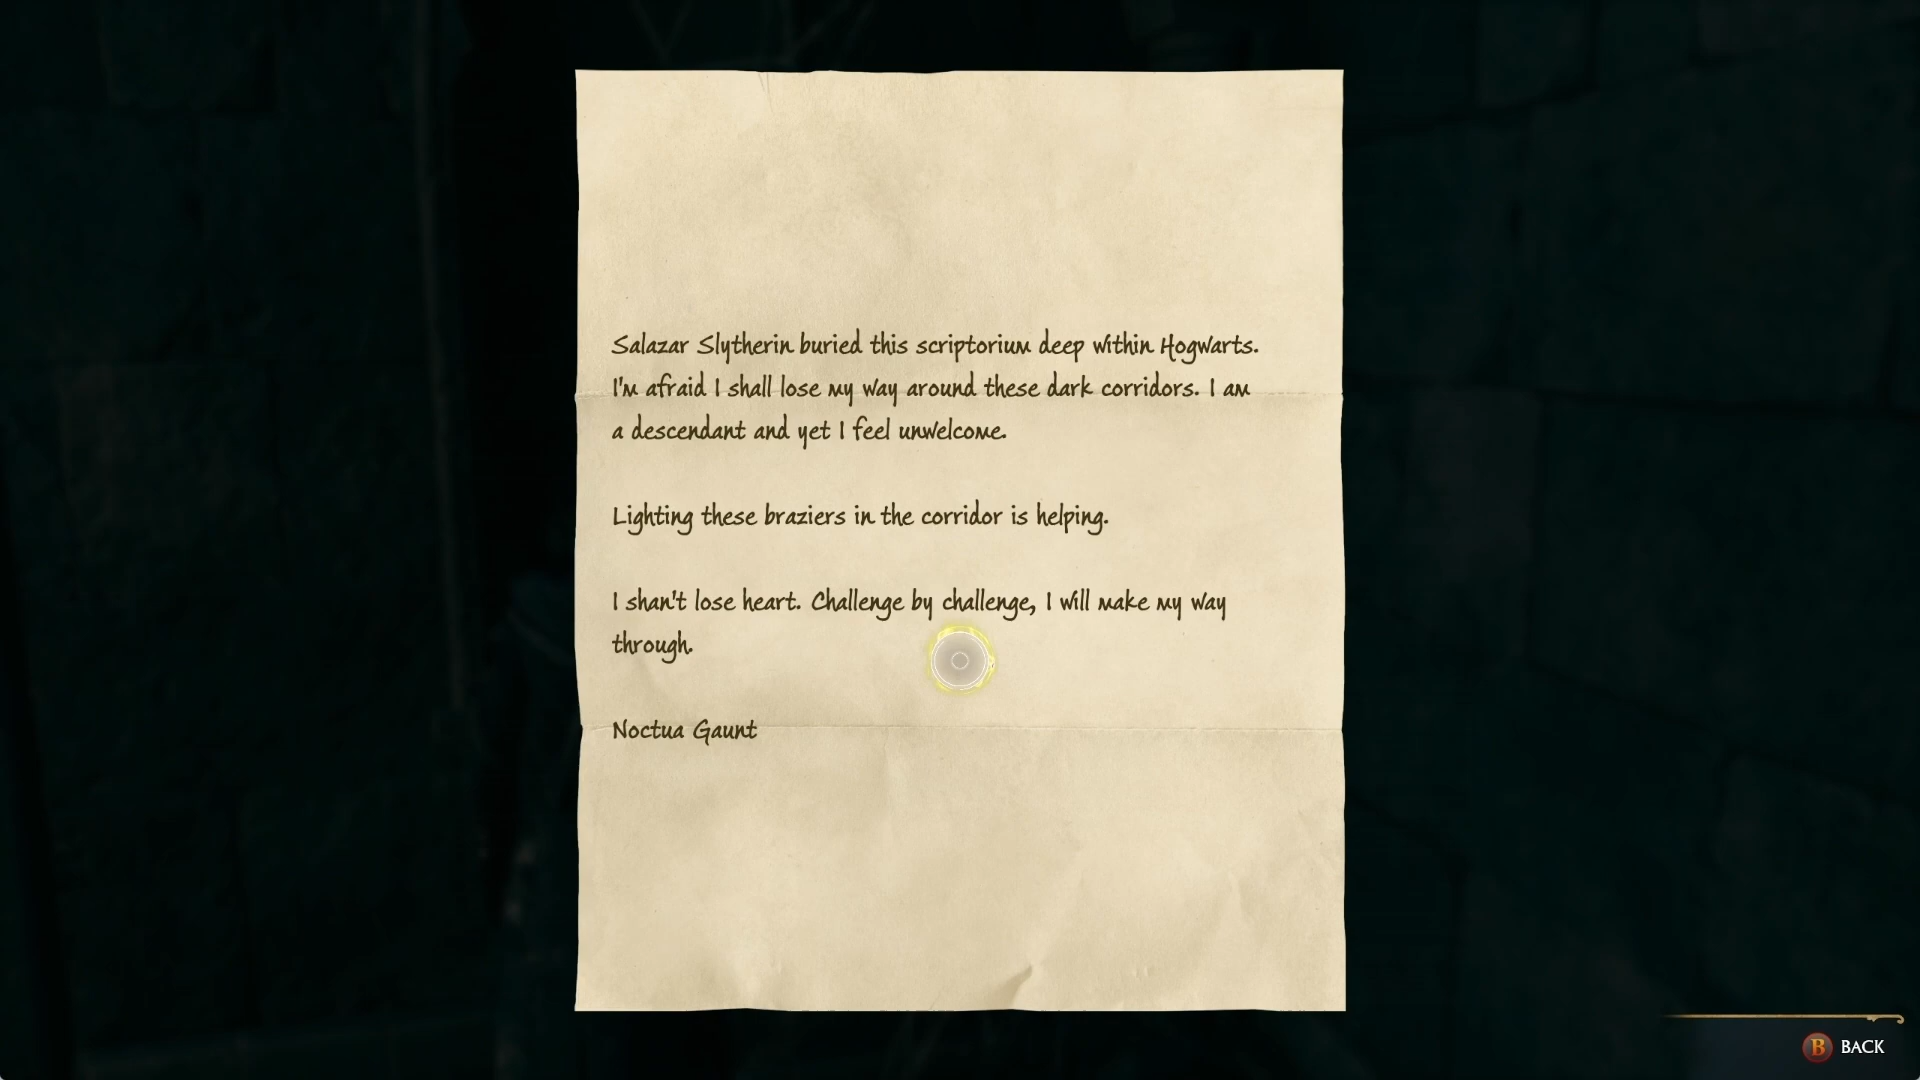 Salazar Slytherin buried this scriptorium deep within Hogwarts.
I'm afraid I shall lose my way around these dark corridors. I am
a descendant and yet I feel unwelcome.
Lighting these braziers in the corridor is helping.
I shan't lose heart. Challenge by challenge, I will make my way
through.
Noctua Gaunt
B BACK